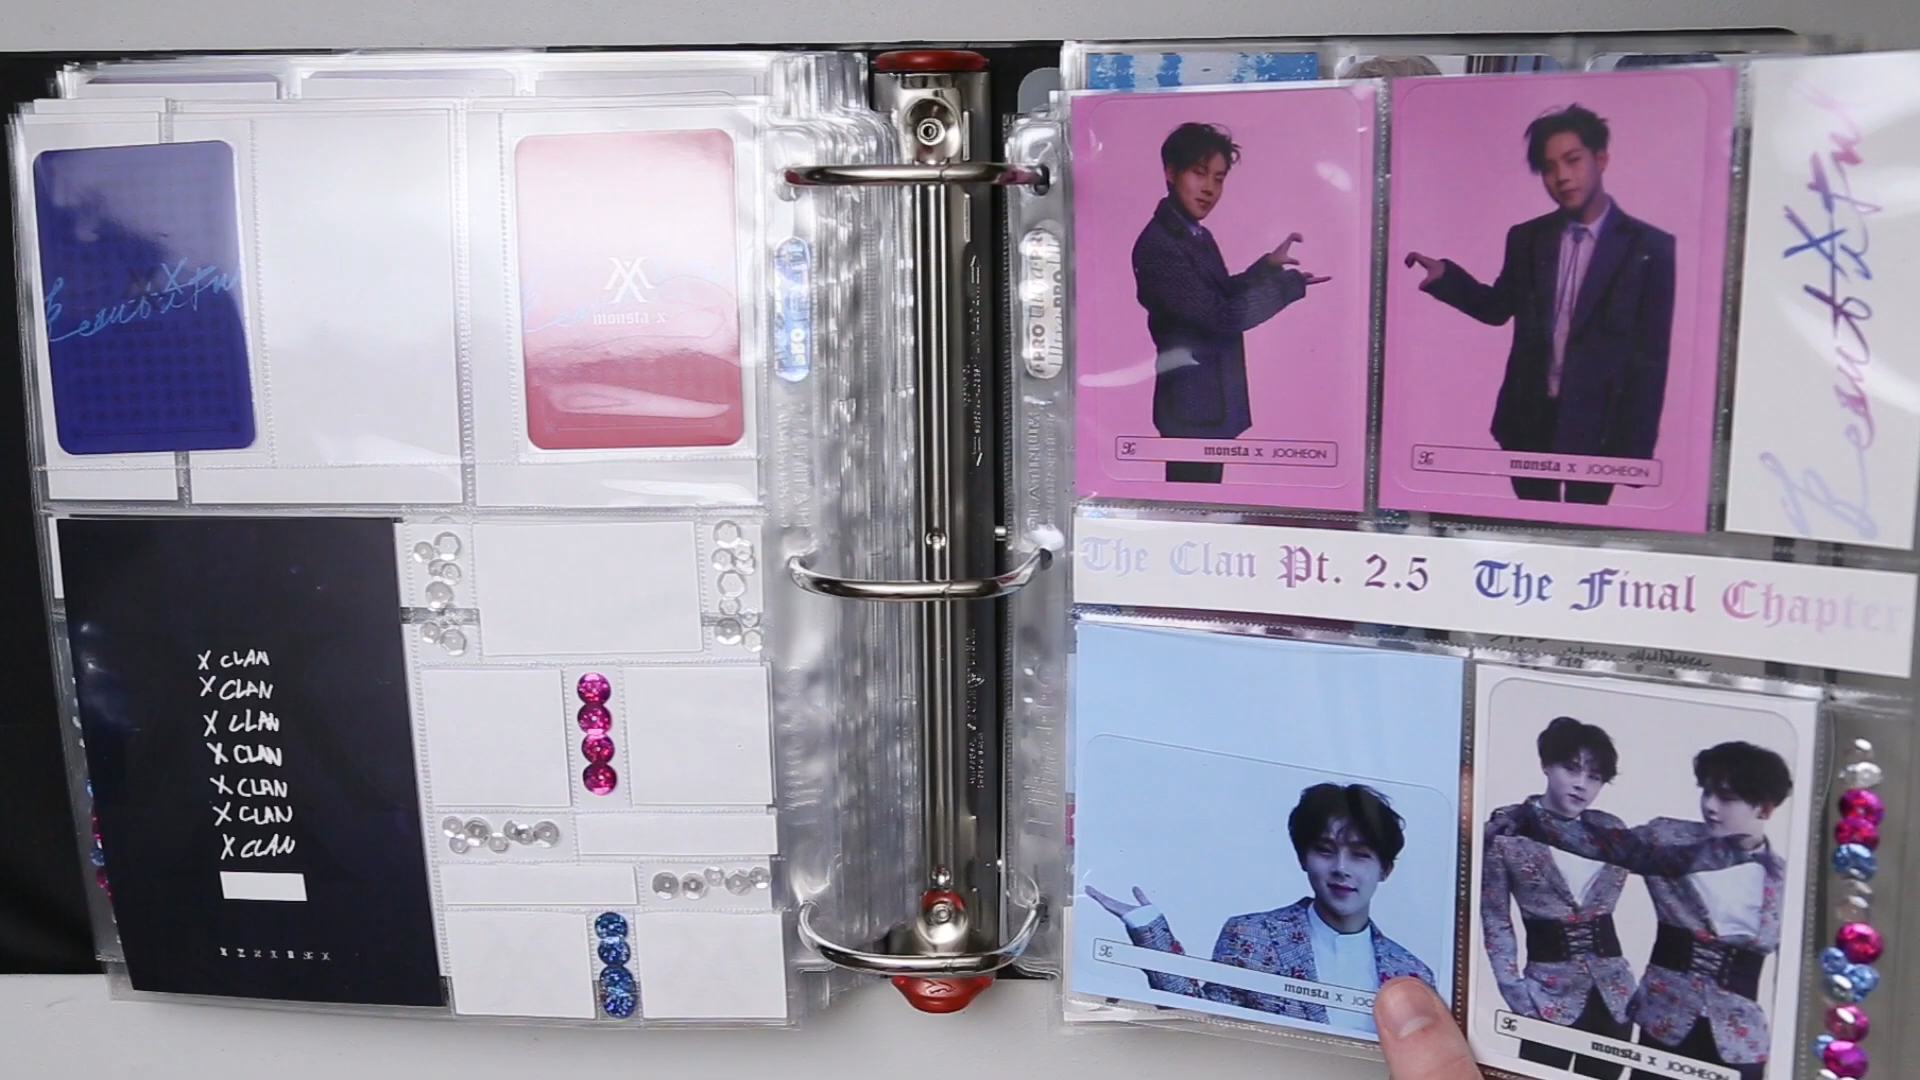 Beautiful
monsta x
X CLAN
X CLAN
X CLAN
X CLAN
X CLAN
X CLAN
X CLAN
monsta x JOOHEON
monsta x JOOHEON
Beautiful
The Clan Pt. 2.5 The Final Chapter
monsta x JOO
monsta x JOOHEON